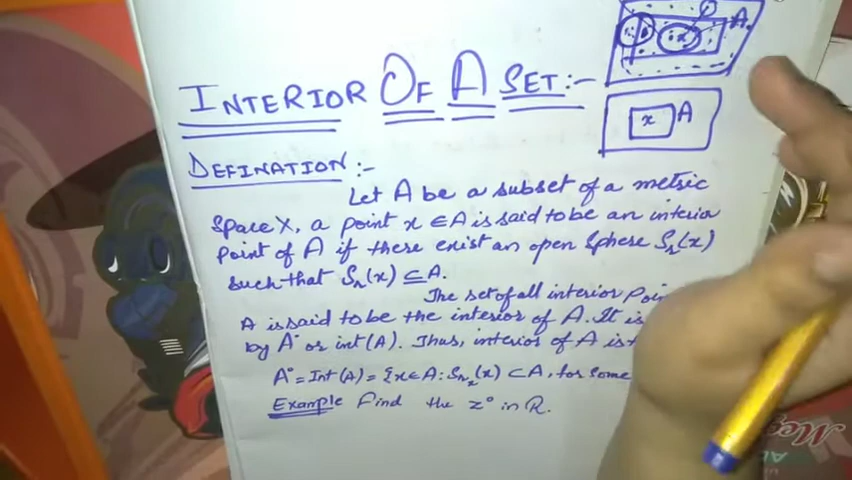 INTERIOR OF A SET:-
A.
x A
DEFINATION:-
Let A be a subset of a metric
Space X, a point x ∈ A is said to be an interior
point of A if there exist an open Sphere Sr(x)
such that Sr(x) ⊆ A.
The set of all interior Poin
A is said to be the interior of A. It is
by A° or int (A). Thus, interior of A is
A° = Int (A) = {x ∈ A : Srx(x) ⊂ A, for some
Example Find the z° in R.